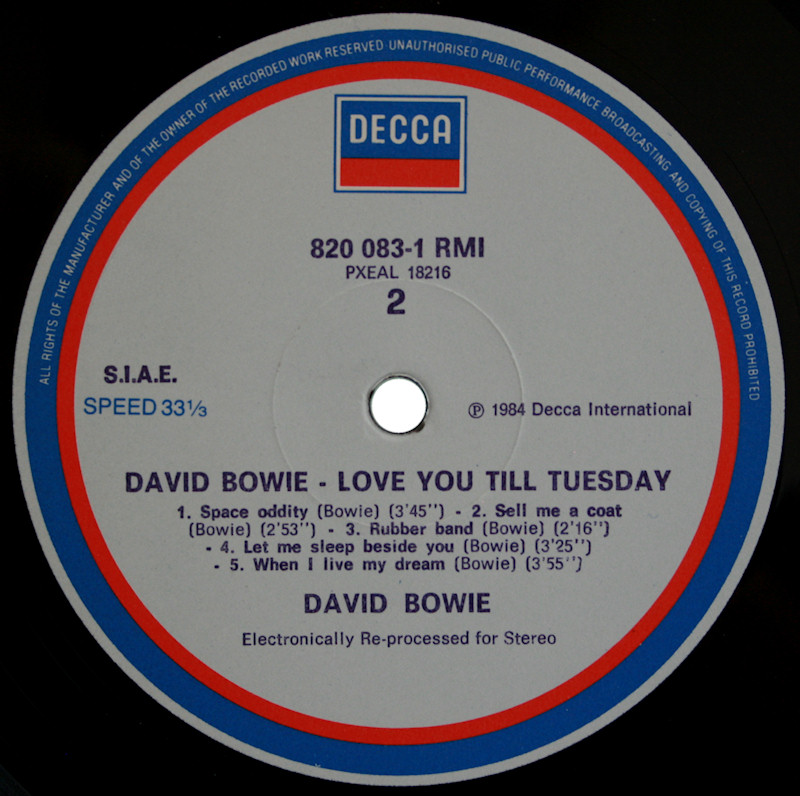 ALL RIGHTS OF THE MANUFACTURER AND OF THE OWNER OF THE RECORDED WORK RESERVED UNAUTHORISED PUBLIC PERFORMANCE BROADCASTING AND COPYING OF THIS RECORD PROHIBITED
DECCA
820 083-1 RMI
PXEAL 18216
2
S.I.A.E.
SPEED 33⅓
℗ 1984 Decca International
DAVID BOWIE - LOVE YOU TILL TUESDAY
1. Space oddity (Bowie) (3'45'') - 2. Sell me a coat
(Bowie) (2'53'') - 3. Rubber band (Bowie) (2'16'')
- 4. Let me sleep beside you (Bowie) (3'25'')
- 5. When I live my dream (Bowie) (3'55'')
DAVID BOWIE
Electronically Re-processed for Stereo